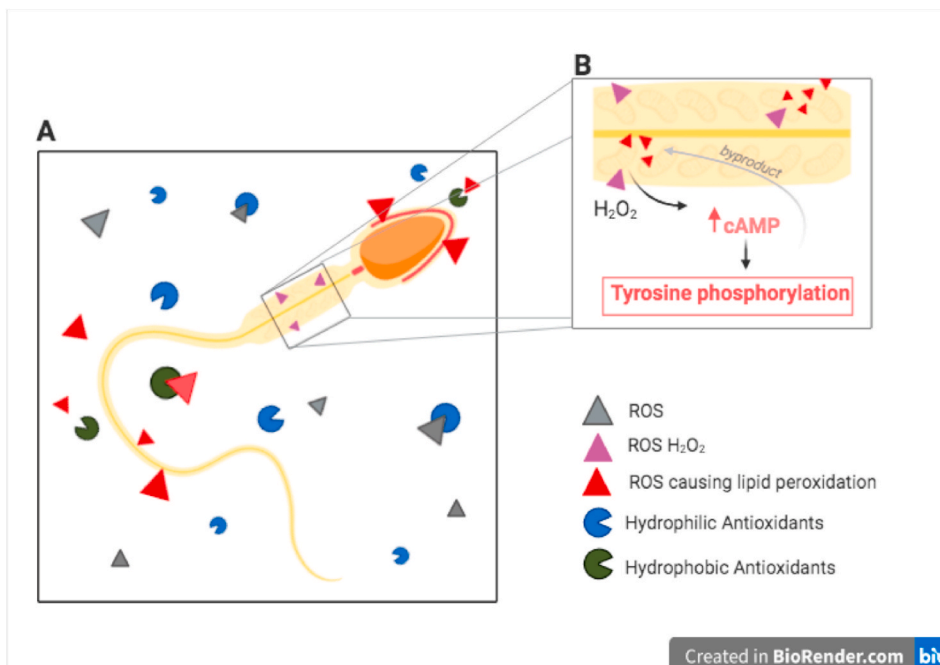 B
A
byproduct
H₂O₂
cAMP
Tyrosine phosphorylation
ROS
ROS H₂O₂
ROS causing lipid peroxidation
Hydrophilic Antioxidants
Hydrophobic Antioxidants
Created in BioRender.com